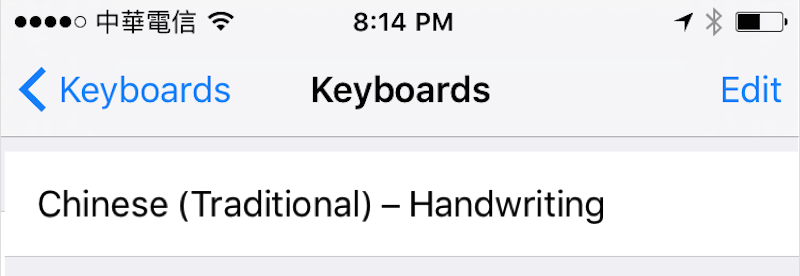 中華電信 8:14 PM
Keyboards Keyboards Edit
Chinese (Traditional) – Handwriting